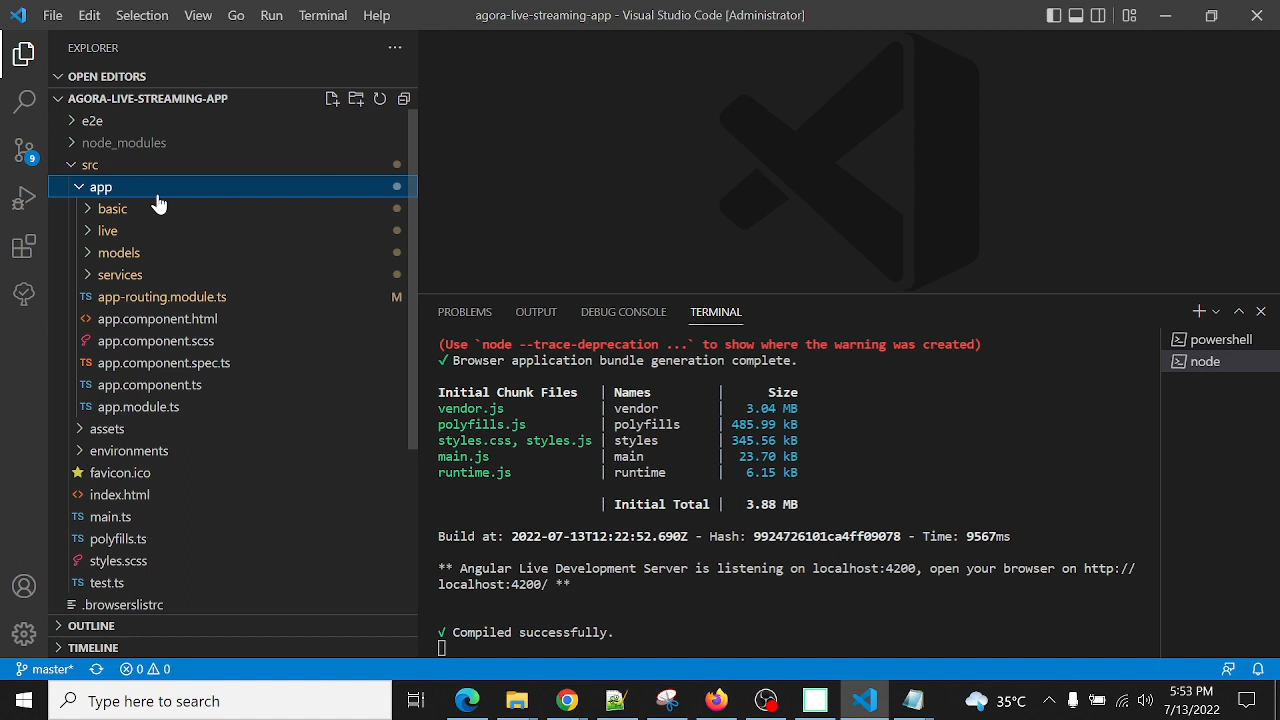 File Edit Selection View Go Run Terminal Help
agora-live-streaming-app - Visual Studio Code [Administrator]
EXPLORER
OPEN EDITORS
AGORA-LIVE-STREAMING-APP
e2e
node_modules
src
app
basic
live
models
services
app-routing.module.ts M
app.component.html
app.component.scss
TS app.component.spec.ts
TS app.component.ts
TS app.module.ts
assets
environments
favicon.ico
index.html
TS main.ts
TS polyfills.ts
styles.scss
TS test.ts
.browserslistrc
OUTLINE
TIMELINE
9
PROBLEMS OUTPUT DEBUG CONSOLE TERMINAL
(Use `node --trace-deprecation ...` to show where the warning was created)
√ Browser application bundle generation complete.
Initial Chunk Files | Names | Size
vendor.js | vendor | 3.04 MB
polyfills.js | polyfills | 485.99 kB
styles.css, styles.js | styles | 345.56 kB
main.js | main | 23.70 kB
runtime.js | runtime | 6.15 kB
| Initial Total | 3.88 MB
Build at: 2022-07-13T12:22:52.690Z - Hash: 9924726101ca4ff09078 - Time: 9567ms
** Angular Live Development Server is listening on localhost:4200, open your browser on http://
localhost:4200/ **
√ Compiled successfully.
powershell
node
master* 0 0
Type here to search
35°C
5:53 PM
7/13/2022